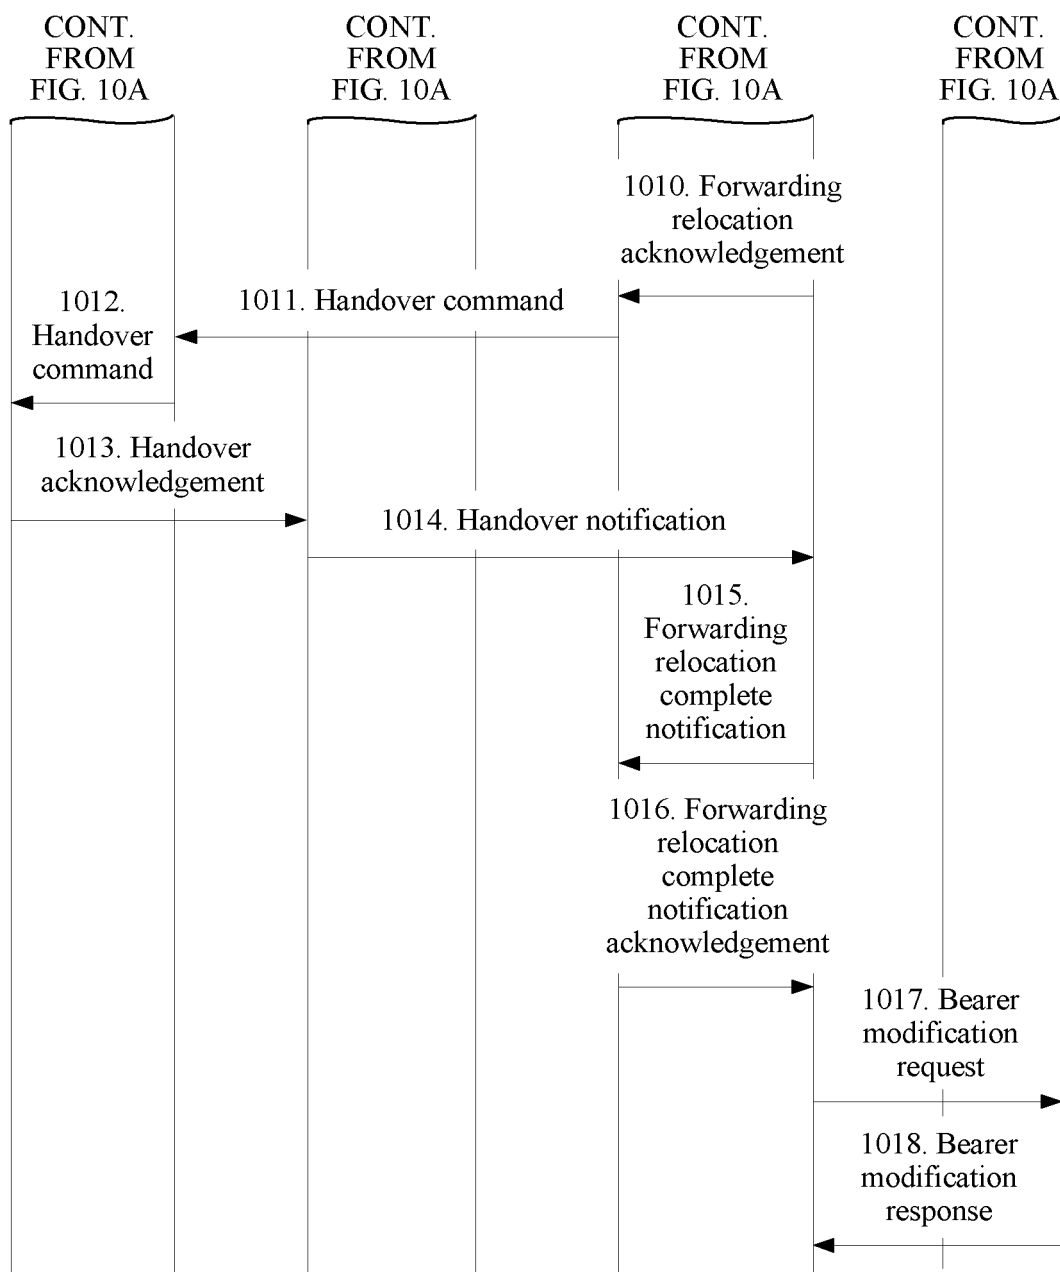 CONT.
FROM
FIG. 10A
CONT.
FROM
FIG. 10A
CONT.
FROM
FIG. 10A
CONT.
FROM
FIG. 10A
1010. Forwarding
relocation
acknowledgement
1011. Handover command
1012.
Handover
command
1013. Handover
acknowledgement
1014. Handover notification
1015.
Forwarding
relocation
complete
notification
1016. Forwarding
relocation
complete
notification
acknowledgement
1017. Bearer
modification
request
1018. Bearer
modification
response